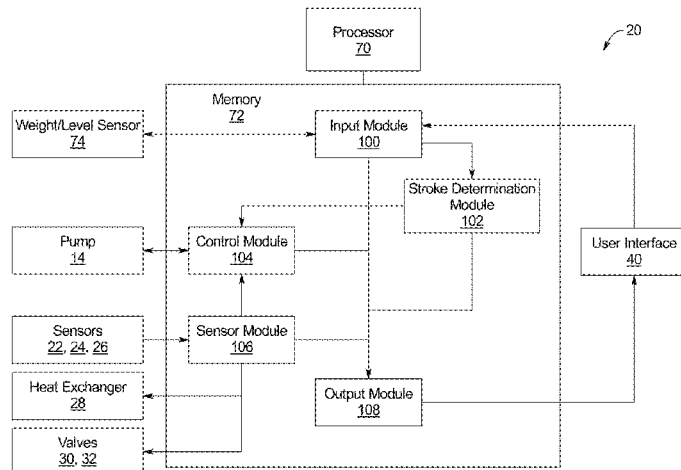 Processor
70
20
Memory
72
Weight/Level Sensor
74
Input Module
100
Stroke Determination
Module
102
Pump
14
Control Module
104
User Interface
40
Sensors
22, 24, 26
Sensor Module
106
Heat Exchanger
28
Output Module
108
Valves
30, 32